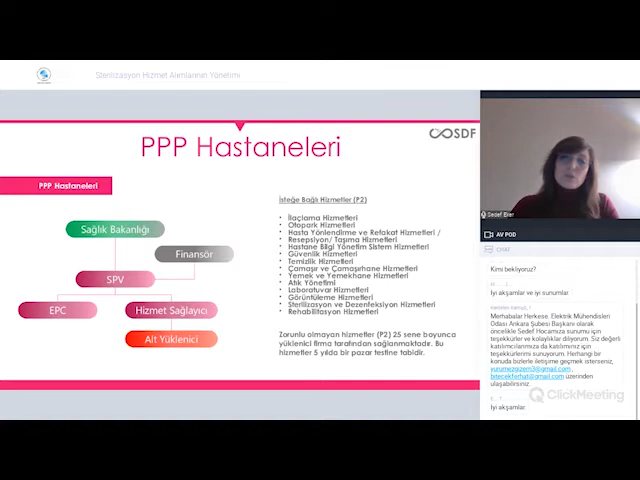 Sterilizasyon Hizmet Alımlarının Yönetimi
PPP Hastaneleri
SDF
PPP Hastaneleri
Sağlık Bakanlığı
Finansör
SPV
EPC
Hizmet Sağlayıcı
Alt Yüklenici
İsteğe Bağlı Hizmetler (P2)
• İlaçlama Hizmetleri
• Otopark Hizmetleri
• Hasta Yönlendirme ve Refakat Hizmetleri /
• Resepsiyon/ Taşıma Hizmetleri
• Hastane Bilgi Yönetim Sistem Hizmetleri
• Güvenlik Hizmetleri
• Temizlik Hizmetleri
• Çamaşır ve Çamaşırhane Hizmetleri
• Yemek ve Yemekhane Hizmetleri
• Atık Yönetimi
• Laboratuvar Hizmetleri
• Görüntüleme Hizmetleri
• Sterilizasyon ve Dezenfeksiyon Hizmetleri
• Rehabilitasyon Hizmetleri
Zorunlu olmayan hizmetler (P2) 25 sene boyunca
yüklenici firma tarafından sağlanmaktadır. Bu
hizmetler 5 yılda bir pazar testine tabidir.
Sedef Eker
AV POD
CHAT
Kimi bekliyoruz?
İyi akşamlar ve iyi sunumlar
Merhabalar Herkese. Elektrik Mühendisleri
Odası Ankara Şubesi Başkanı olarak
öncelikle Sedef Hocamıza sunumu için
teşekkürler ve kolaylıklar diliyorum. Siz değerli
katılımcılarımıza da katılımınız için
teşekkürlerimi sunuyorum. Herhangi bir
konuda bizlerle iletişime geçmek isterseniz,
yurumezgizem3@gmail.com ,
bitecekferhat@gmail.com üzerinden
ulaşabilirsiniz.
ClickMeeting
İyi akşamlar